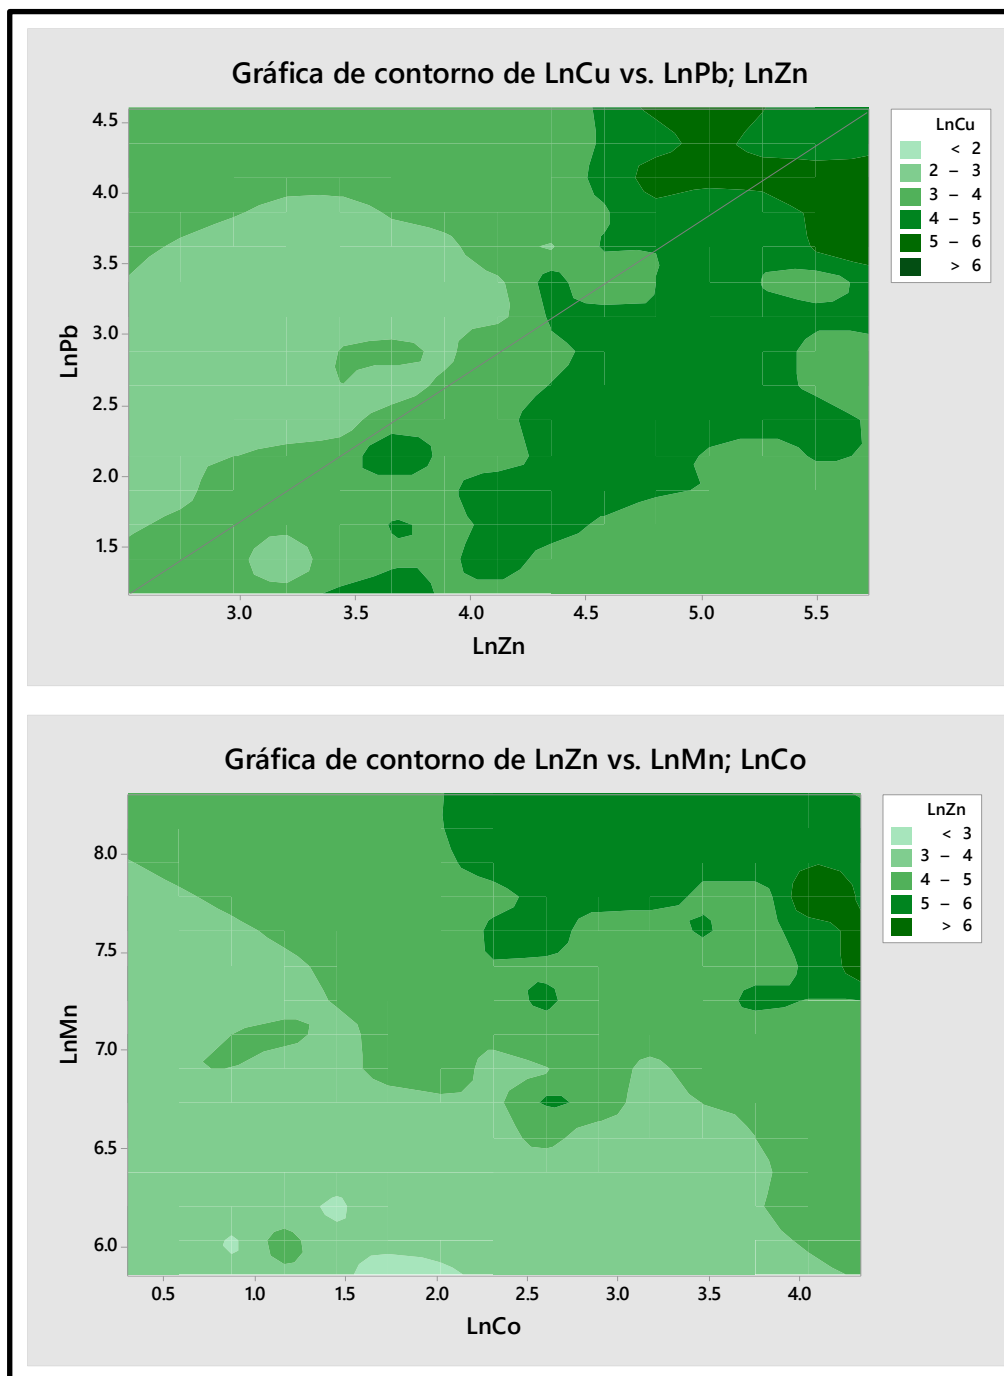 Gráfica de contorno de LnCu vs. LnPb; LnZn
LnCu
< 2
2 – 3
3 – 4
4 – 5
5 – 6
> 6
4.5
4.0
3.5
3.0
2.5
2.0
1.5
LnPb
3.0 3.5 4.0 4.5 5.0 5.5
LnZn
Gráfica de contorno de LnZn vs. LnMn; LnCo
LnZn
< 3
3 – 4
4 – 5
5 – 6
> 6
8.0
7.5
7.0
6.5
6.0
LnMn
0.5 1.0 1.5 2.0 2.5 3.0 3.5 4.0
LnCo